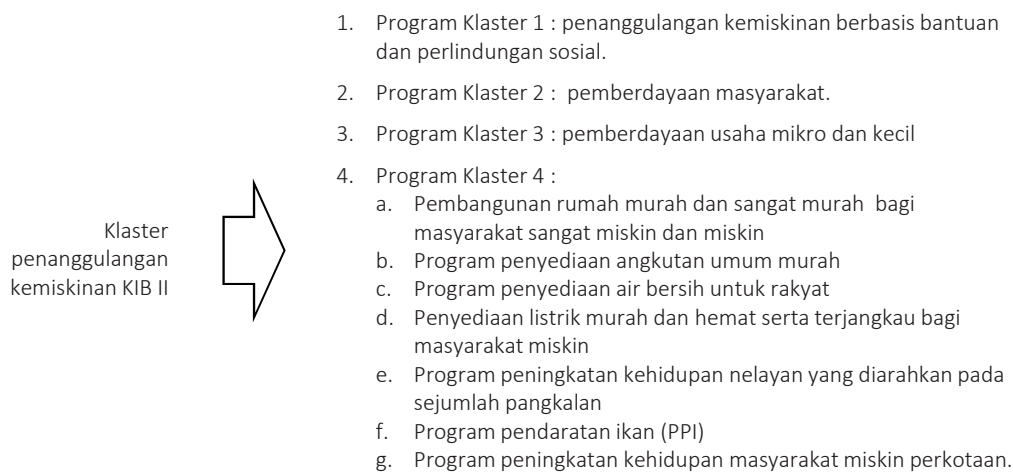 Klaster
penanggulangan
kemiskinan KIB II
1. Program Klaster 1 : penanggulangan kemiskinan berbasis bantuan
dan perlindungan sosial.
2. Program Klaster 2 : pemberdayaan masyarakat.
3. Program Klaster 3 : pemberdayaan usaha mikro dan kecil
4. Program Klaster 4 :
a. Pembangunan rumah murah dan sangat murah bagi
masyarakat sangat miskin dan miskin
b. Program penyediaan angkutan umum murah
c. Program penyediaan air bersih untuk rakyat
d. Penyediaan listrik murah dan hemat serta terjangkau bagi
masyarakat miskin
e. Program peningkatan kehidupan nelayan yang diarahkan pada
sejumlah pangkalan
f. Program pendaratan ikan (PPI)
g. Program peningkatan kehidupan masyarakat miskin perkotaan.